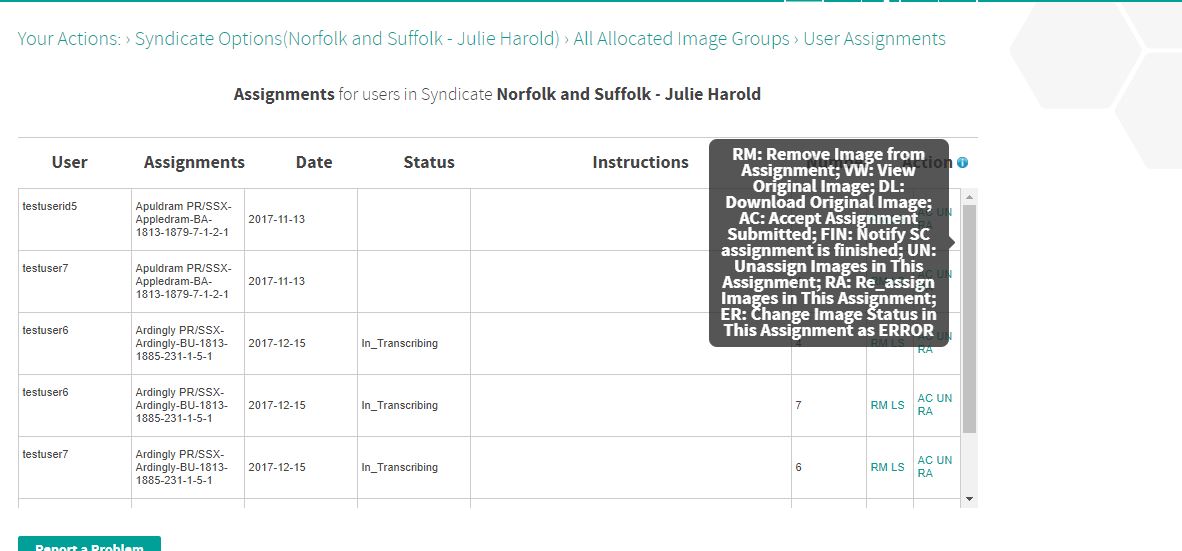 Your Actions: › Syndicate Options(Norfolk and Suffolk - Julie Harold) › All Allocated Image Groups › User Assignments
Assignments for users in Syndicate Norfolk and Suffolk - Julie Harold
User Assignments Date Status Instructions Action
RM: Remove Image from
Assignment; VW: View
Original Image; DL:
Download Original Image;
AC: Accept Assignment
Submitted; FIN: Notify SC
assignment is finished; UN:
Unassign Images in This
Assignment; RA: Re_assign
Images in This Assignment;
ER: Change Image Status in
This Assignment as ERROR
testuserid5
Apuldram PR/SSX-
Appledram-BA-
1813-1879-7-1-2-1
2017-11-13
AC UN
RA
testuser7
Apuldram PR/SSX-
Appledram-BA-
1813-1879-7-1-2-1
2017-11-13
RM LS
AC UN
RA
testuser6
Ardingly PR/SSX-
Ardingly-BU-1813-
1885-231-1-5-1
2017-12-15
In_Transcribing
4
RM LS
AC UN
RA
testuser6
Ardingly PR/SSX-
Ardingly-BU-1813-
1885-231-1-5-1
2017-12-15
In_Transcribing
7
RM LS
AC UN
RA
testuser7
Ardingly PR/SSX-
Ardingly-BU-1813-
1885-231-1-5-1
2017-12-15
In_Transcribing
6
RM LS
AC UN
RA
Report a Problem